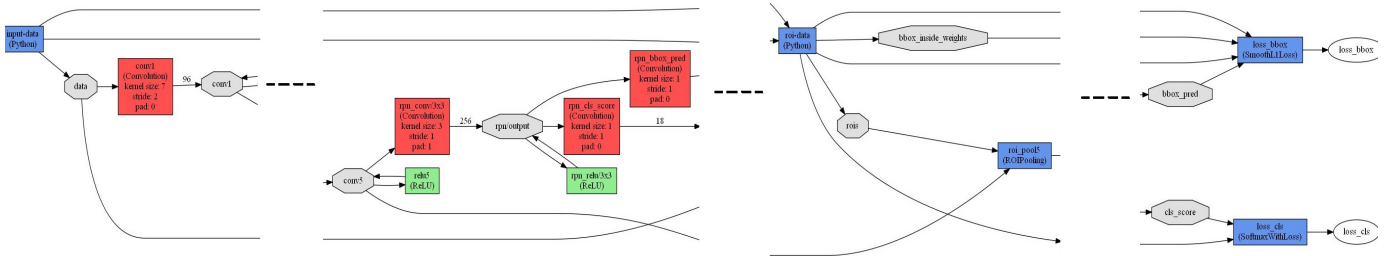 input-data
(Python)
data
conv1
(Convolution)
kernel size: 7
stride: 2
pad: 0
96
conv1
rpn_conv/3x3
(Convolution)
kernel size: 3
stride: 1
pad: 1
conv5
relu5
(ReLU)
256
rpn/output
rpn_bbox_pred
(Convolution)
kernel size: 1
stride: 1
pad: 0
rpn_cls_score
(Convolution)
kernel size: 1
stride: 1
pad: 0
18
rpn_relu/3x3
(ReLU)
roi-data
(Python)
bbox_inside_weights
rois
roi_pool5
(ROIPooling)
bbox_pred
loss_bbox
(SmoothL1Loss)
loss_bbox
cls_score
loss_cls
(SoftmaxWithLoss)
loss_cls